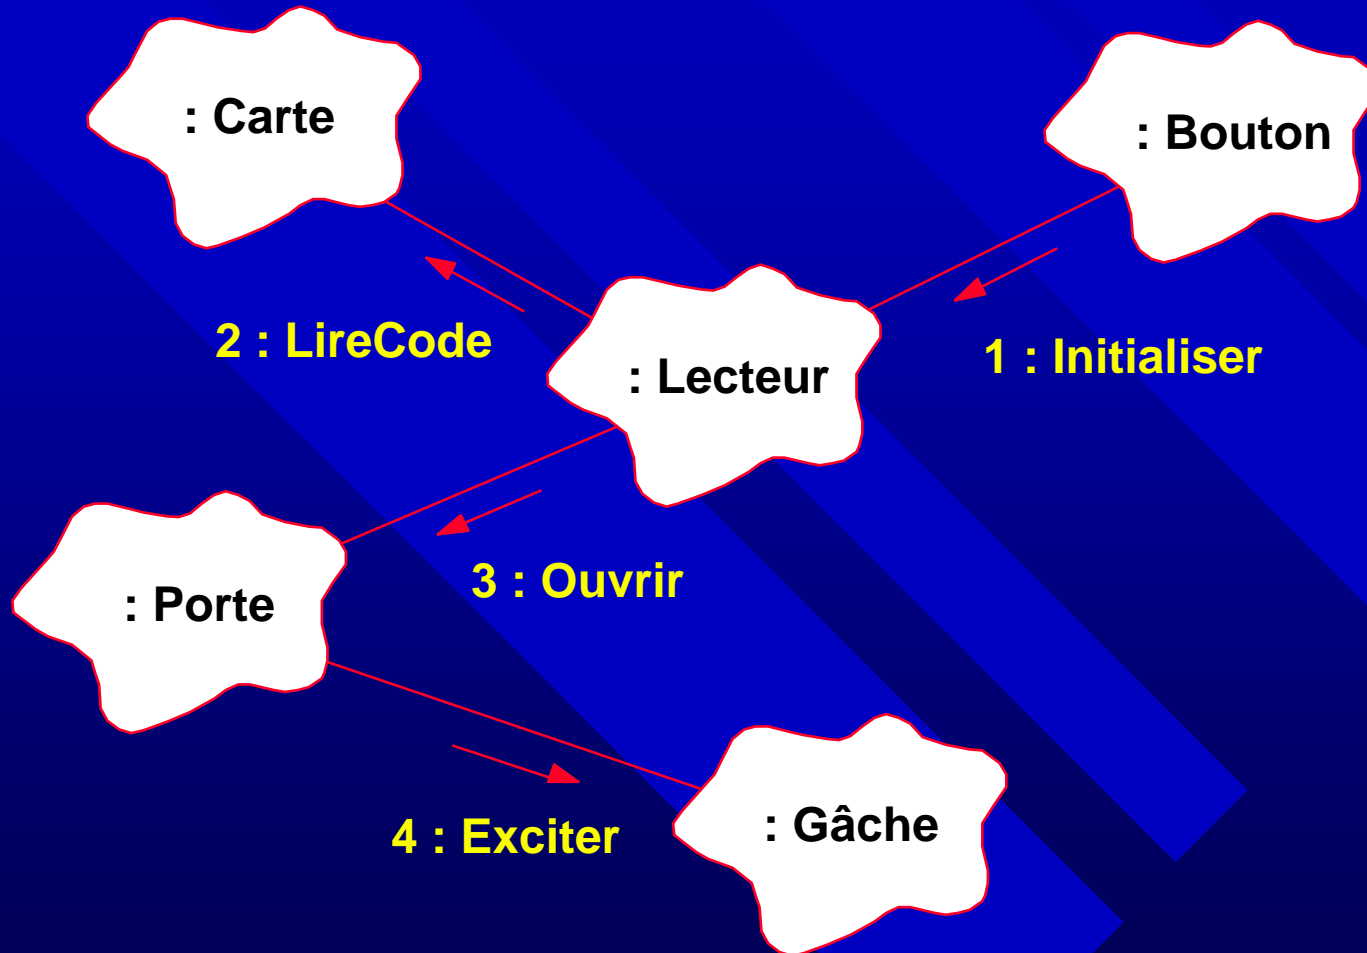 : Carte
: Bouton
2 : LireCode
1 : Initialiser
: Lecteur
3 : Ouvrir
: Porte
4 : Exciter
: Gâche